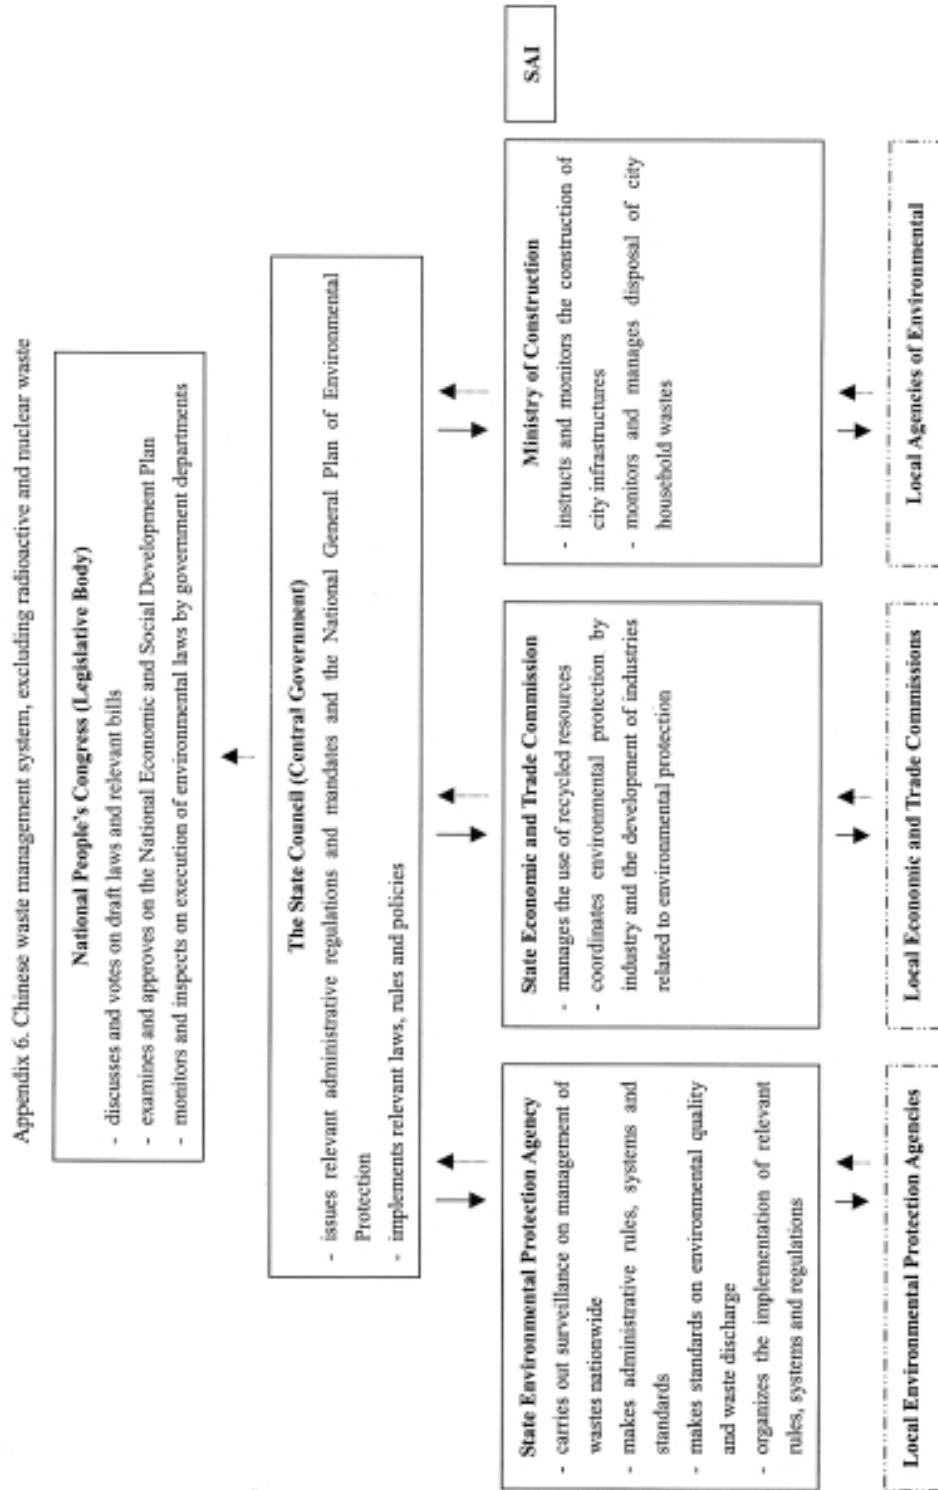 Appendix 6. Chinese waste management system, excluding radioactive and nuclear waste
National People's Congress (Legislative Body)
- discusses and votes on draft laws and relevant bills
- examines and approves on the National Economic and Social Development Plan
- monitors and inspects on execution of environmental laws by government departments
The State Council (Central Government)
- issues relevant administrative regulations and mandates and the National General Plan of Environmental
Protection
- implements relevant laws, rules and policies
State Environmental Protection Agency
- carries out surveillance on management of
wastes nationwide
- makes administrative rules, systems and
standards
- makes standards on environmental quality
and waste discharge
- organizes the implementation of relevant
rules, systems and regulations
State Economic and Trade Commission
- manages the use of recycled resources
- coordinates environmental protection by
industry and the development of industries
related to environmental protection
Ministry of Construction
- instructs and monitors the construction of
city infrastructures
- monitors and manages disposal of city
household wastes
SAI
Local Environmental Protection Agencies
Local Economic and Trade Commissions
Local Agencies of Environmental